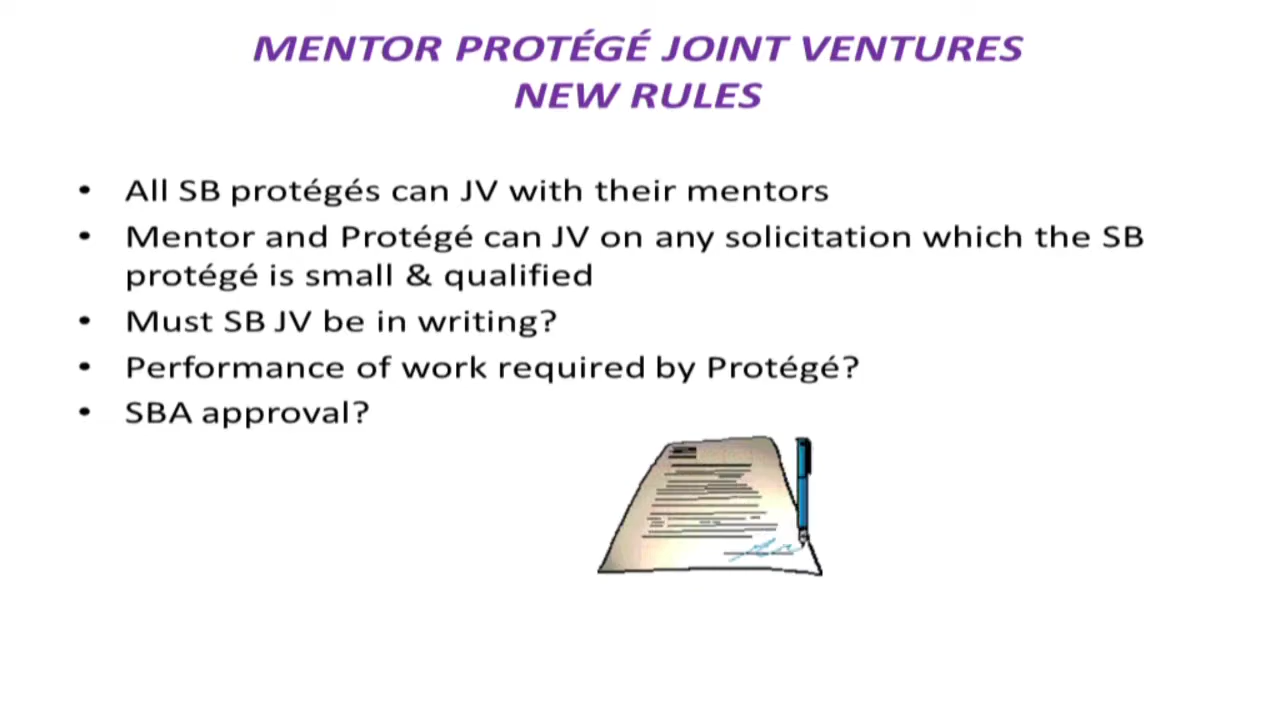 MENTOR PROTÉGÉ JOINT VENTURES
NEW RULES
• All SB protégés can JV with their mentors
• Mentor and Protégé can JV on any solicitation which the SB
protégé is small & qualified
• Must SB JV be in writing?
• Performance of work required by Protégé?
• SBA approval?